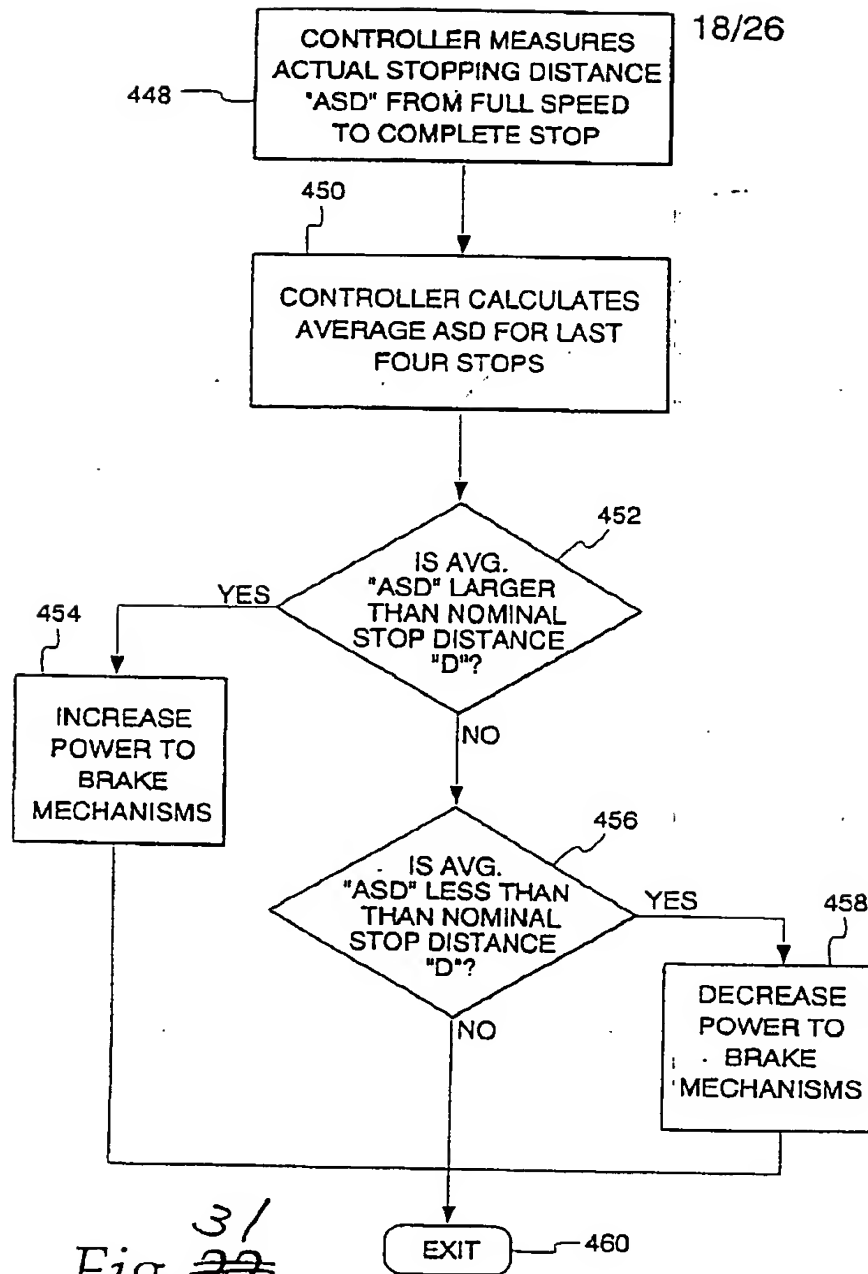 18/26
CONTROLLER MEASURES
ACTUAL STOPPING DISTANCE
"ASD" FROM FULL SPEED
TO COMPLETE STOP
448
450
CONTROLLER CALCULATES
AVERAGE ASD FOR LAST
FOUR STOPS
452
IS AVG.
"ASD" LARGER
THAN NOMINAL
STOP DISTANCE
"D"?
YES
454
INCREASE
POWER TO
BRAKE
MECHANISMS
NO
456
IS AVG.
"ASD" LESS THAN
THAN NOMINAL
STOP DISTANCE
"D"?
YES
458
DECREASE
POWER TO
BRAKE
MECHANISMS
NO
EXIT
460
31
Fig.